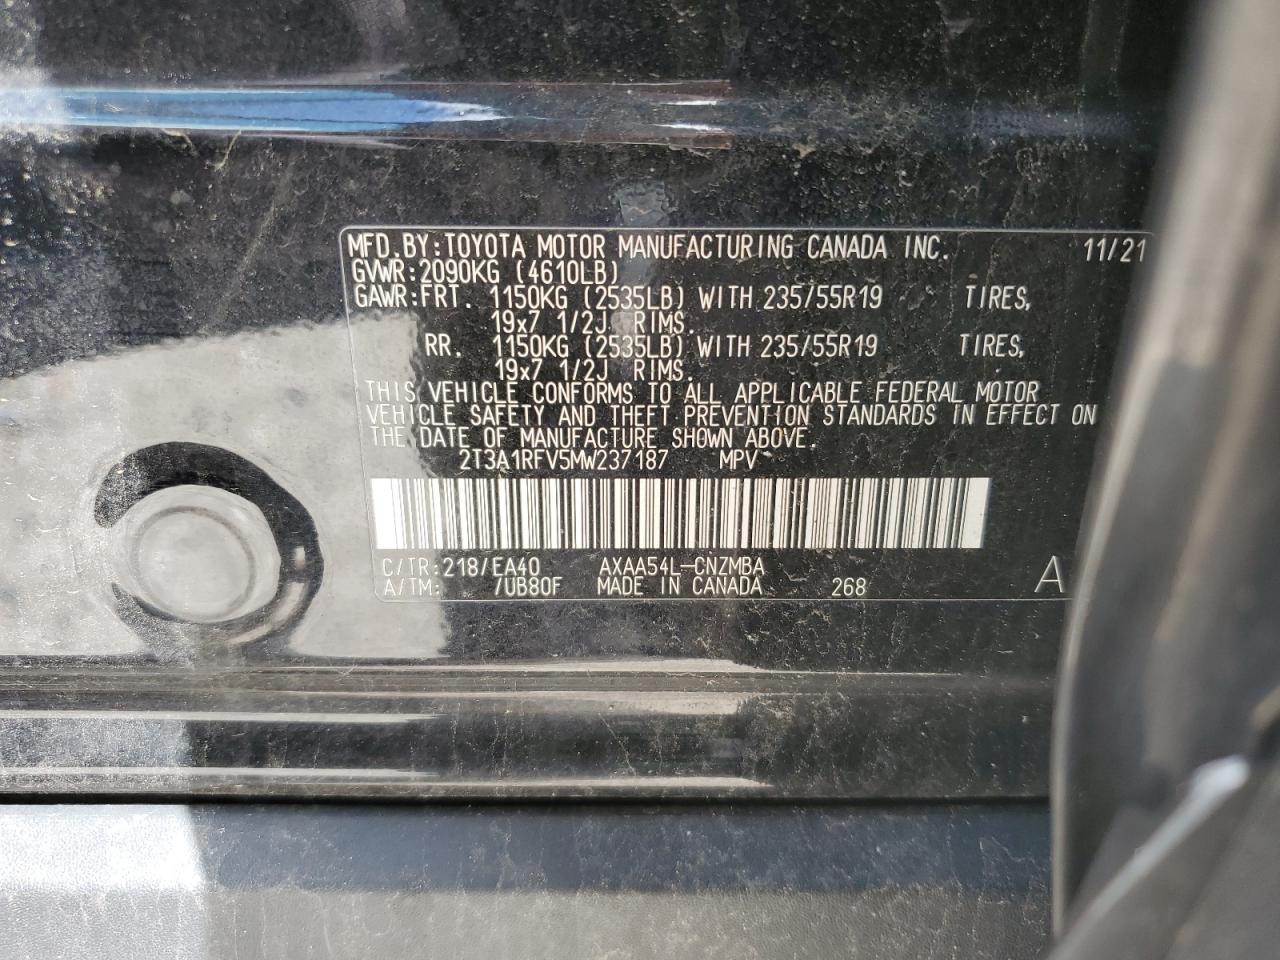 MFD.BY:TOYOTA MOTOR MANUFACTURING CANADA INC. 11/21
GVWR:2090KG (4610LB)
GAWR:FRT. 1150KG (2535LB) WITH 235/55R19 TIRES,
19x7 1/2J RIMS.
RR. 1150KG (2535LB) WITH 235/55R19 TIRES,
19x7 1/2J RIMS.
THIS VEHICLE CONFORMS TO ALL APPLICABLE FEDERAL MOTOR
VEHICLE SAFETY AND THEFT PREVENTION STANDARDS IN EFFECT ON
THE DATE OF MANUFACTURE SHOWN ABOVE.
2T3A1RFV5MW237187 MPV
C/TR:218/EA40 AXAA54L-CNZMBA
A/TM: /UB80F MADE IN CANADA 268 A